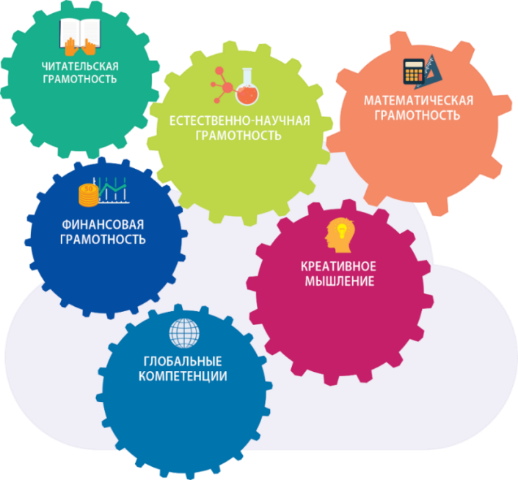 ЧИТАТЕЛЬСКАЯ
ГРАМОТНОСТЬ
ЕСТЕСТВЕННО-НАУЧНАЯ
ГРАМОТНОСТЬ
МАТЕМАТИЧЕСКАЯ
ГРАМОТНОСТЬ
ФИНАНСОВАЯ
ГРАМОТНОСТЬ
КРЕАТИВНОЕ
МЫШЛЕНИЕ
ГЛОБАЛЬНЫЕ
КОМПЕТЕНЦИИ